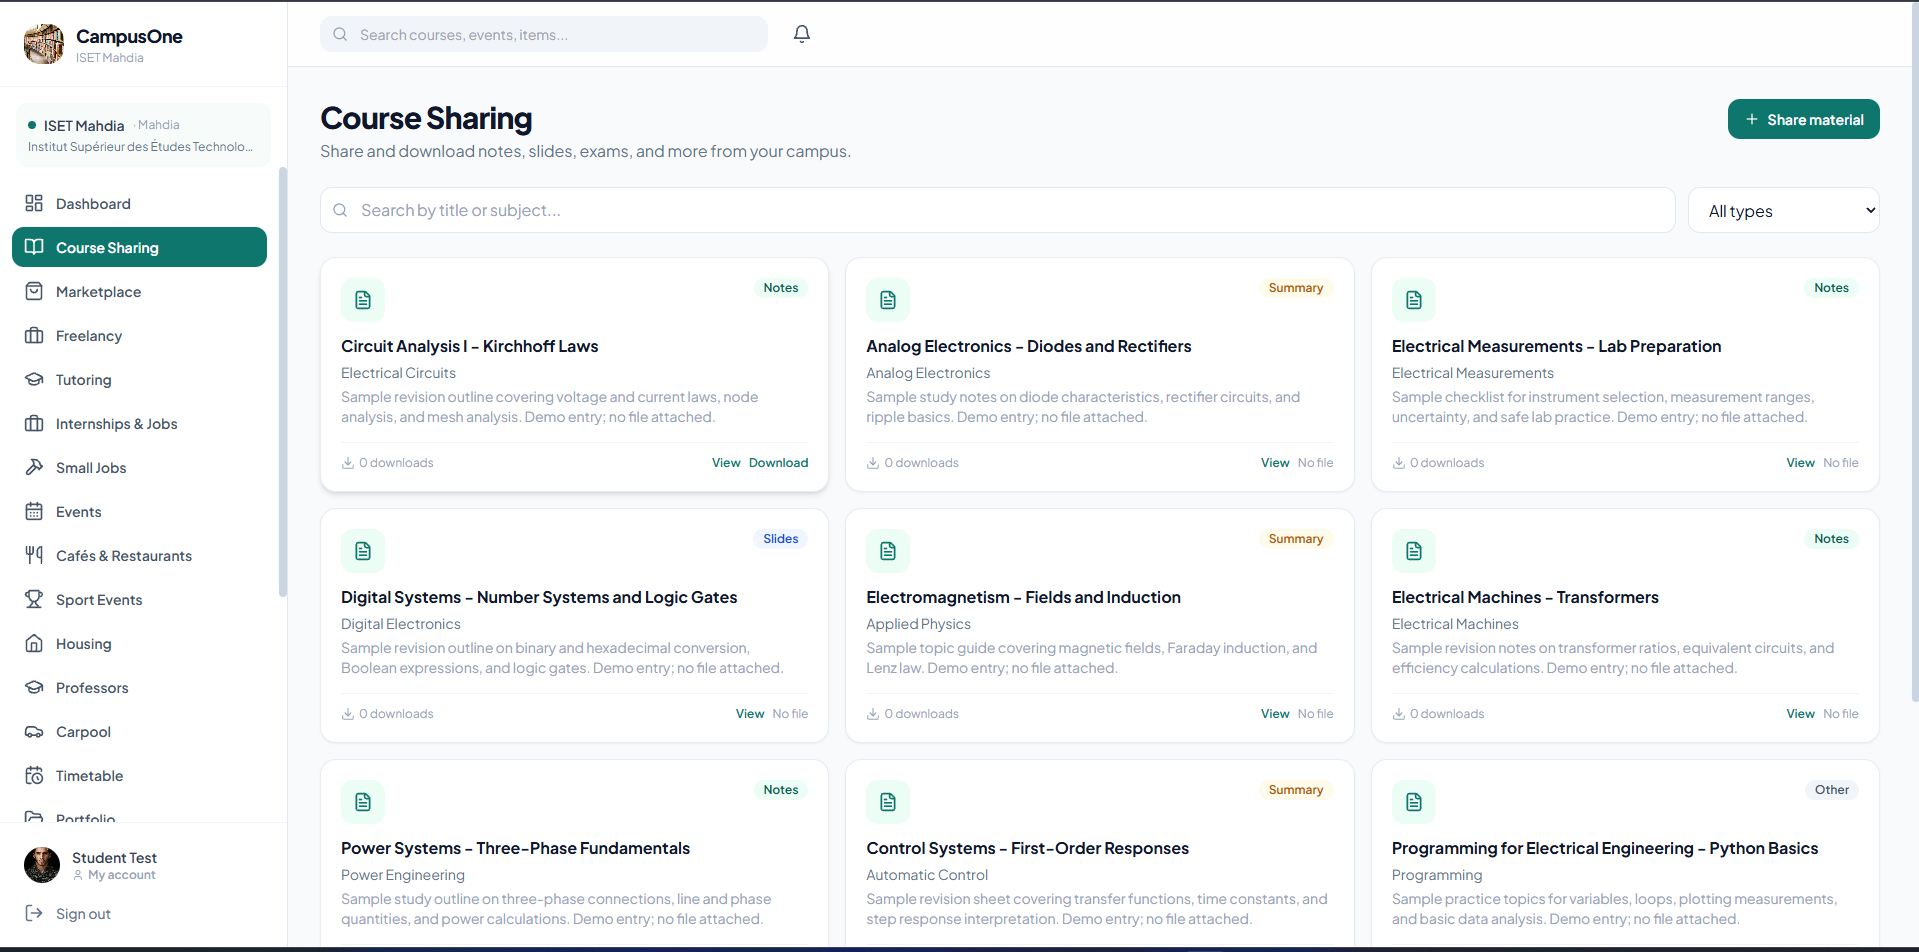 CampusOne
ISET Mahdia
ISET Mahdia · Mahdia
Institut Supérieur des Études Technolo...
Dashboard
Course Sharing
Marketplace
Freelancy
Tutoring
Internships & Jobs
Small Jobs
Events
Cafés & Restaurants
Sport Events
Housing
Professors
Carpool
Timetable
Portfolio
Student Test
My account
Sign out
Search courses, events, items...
Course Sharing
Share and download notes, slides, exams, and more from your campus.
+ Share material
Search by title or subject...
All types
Notes
Circuit Analysis I - Kirchhoff Laws
Electrical Circuits
Sample revision outline covering voltage and current laws, node
analysis, and mesh analysis. Demo entry; no file attached.
0 downloads
View Download
Summary
Analog Electronics - Diodes and Rectifiers
Analog Electronics
Sample study notes on diode characteristics, rectifier circuits, and
ripple basics. Demo entry; no file attached.
0 downloads
View No file
Notes
Electrical Measurements - Lab Preparation
Electrical Measurements
Sample checklist for instrument selection, measurement ranges,
uncertainty, and safe lab practice. Demo entry; no file attached.
0 downloads
View No file
Slides
Digital Systems - Number Systems and Logic Gates
Digital Electronics
Sample revision outline on binary and hexadecimal conversion,
Boolean expressions, and logic gates. Demo entry; no file attached.
0 downloads
View No file
Summary
Electromagnetism - Fields and Induction
Applied Physics
Sample topic guide covering magnetic fields, Faraday induction, and
Lenz law. Demo entry; no file attached.
0 downloads
View No file
Notes
Electrical Machines - Transformers
Electrical Machines
Sample revision notes on transformer ratios, equivalent circuits, and
efficiency calculations. Demo entry; no file attached.
0 downloads
View No file
Notes
Power Systems - Three-Phase Fundamentals
Power Engineering
Sample study outline on three-phase connections, line and phase
quantities, and power calculations. Demo entry; no file attached.
Summary
Control Systems - First-Order Responses
Automatic Control
Sample revision sheet covering transfer functions, time constants, and
step response interpretation. Demo entry; no file attached.
Other
Programming for Electrical Engineering - Python Basics
Programming
Sample practice topics for variables, loops, plotting measurements,
and basic data analysis. Demo entry; no file attached.